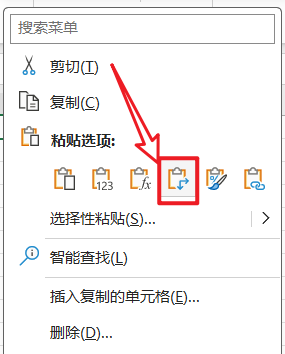 搜索菜单
剪切(T)
复制(C)
粘贴选项:
123
fx
选择性粘贴(S)...
智能查找(L)
插入复制的单元格(E)...
删除(D)...